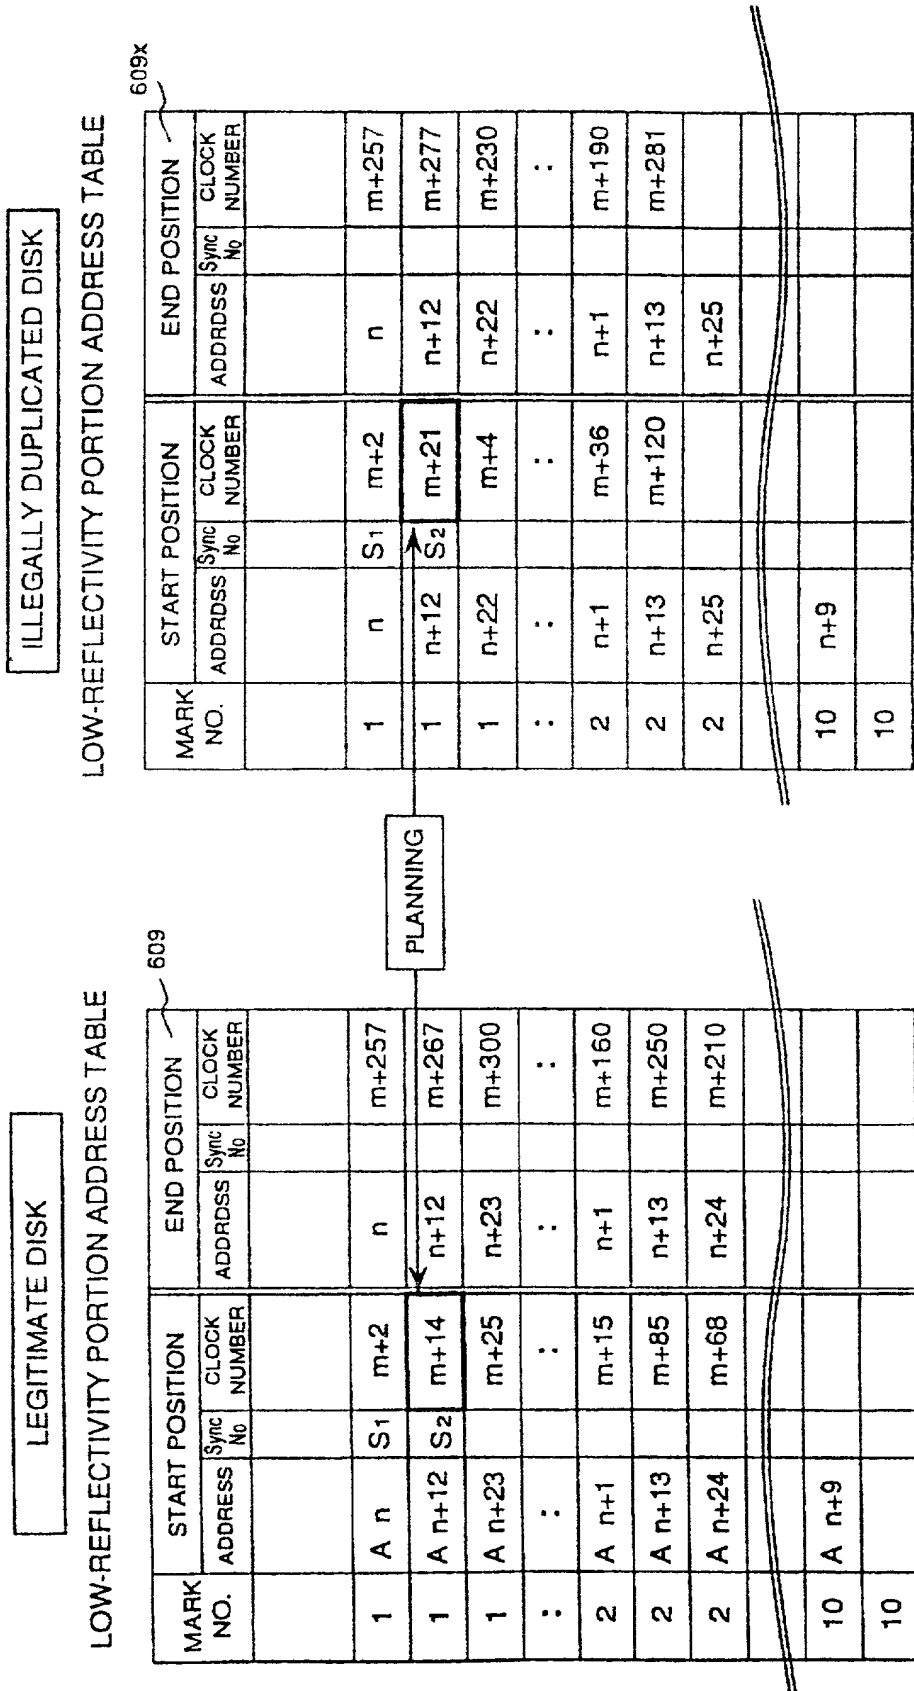 LEGITIMATE DISK
LOW-REFLECTIVITY PORTION ADDRESS TABLE
609
MARK NO. START POSITION END POSITION
ADDRESS Sync No CLOCK NUMBER ADDRDSS Sync No CLOCK NUMBER
1 A n S1 m+2 n m+257
1 A n+12 S2 m+14 n+12 m+267
1 A n+23 m+25 n+23 m+300
: : : : :
2 A n+1 m+15 n+1 m+160
2 A n+13 m+85 n+13 m+250
2 A n+24 m+68 n+24 m+210
10 A n+9
10
PLANNING
ILLEGALLY DUPLICATED DISK
LOW-REFLECTIVITY PORTION ADDRESS TABLE
609x
MARK NO. START POSITION END POSITION
ADDRDSS Sync No CLOCK NUMBER ADDRDSS Sync No CLOCK NUMBER
1 n S1 m+2 n m+257
1 n+12 S2 m+21 n+12 m+277
1 n+22 m+4 n+22 m+230
: : : : :
2 n+1 m+36 n+1 m+190
2 n+13 m+120 n+13 m+281
2 n+25 n+25
10 n+9
10